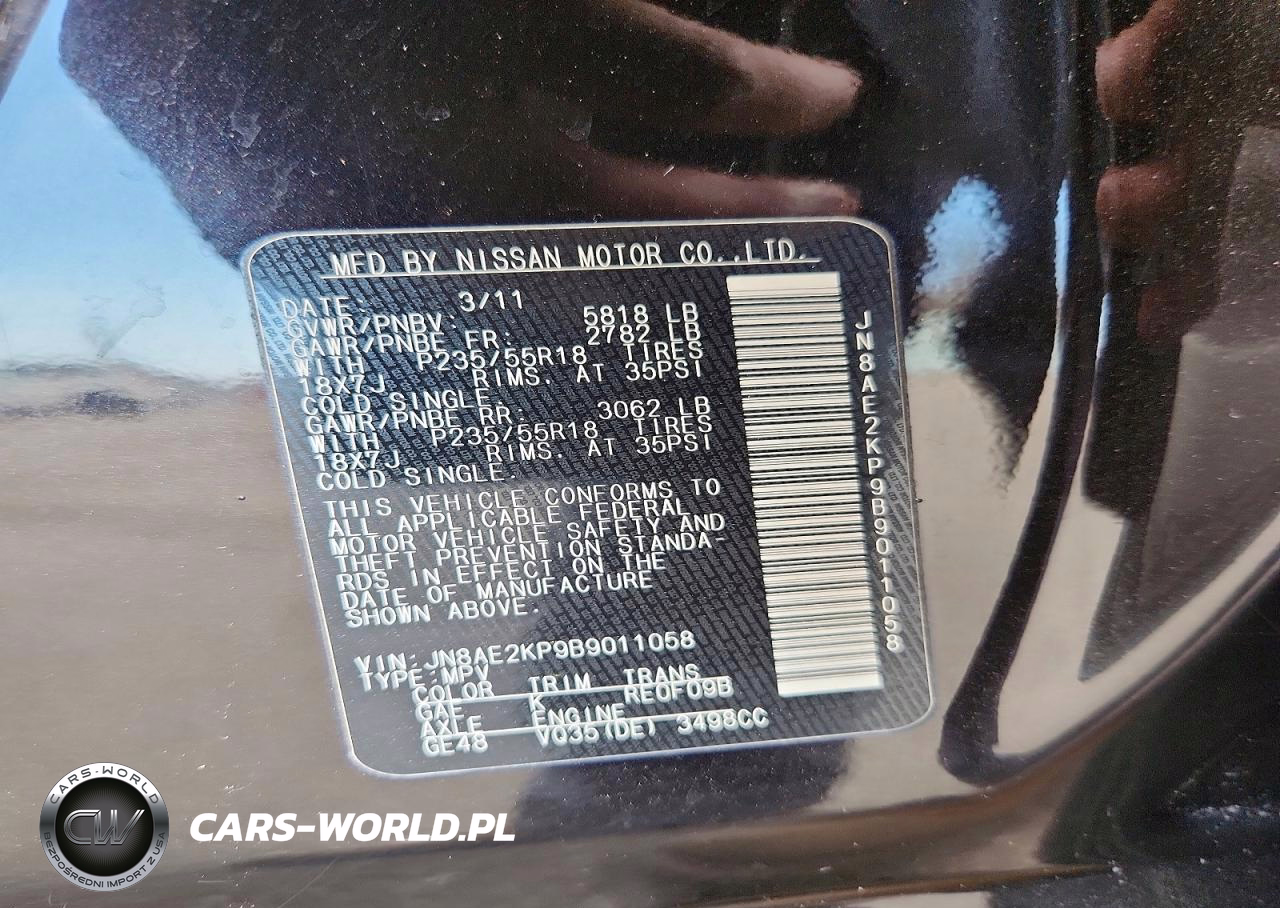 MFD BY NISSAN MOTOR CO.,LTD.
DATE: 3/11
GVWR/PNBV: 5818 LB
GAWR/PNBE FR: 2782 LB
WITH P235/55R18 TIRES
18X7J RIMS. AT 35PSI
COLD SINGLE.
GAWR/PNBE RR: 3062 LB
WITH P235/55R18 TIRES
18X7J RIMS. AT 35PSI
COLD SINGLE.
THIS VEHICLE CONFORMS TO
ALL APPLICABLE FEDERAL
MOTOR VEHICLE SAFETY AND
THEFT PREVENTION STANDA-
RDS IN EFFECT ON THE
DATE OF MANUFACTURE
SHOWN ABOVE.
VIN:JN8AE2KP9B9011058
TYPE:MPV
COLOR TRIM TRANS
GAE K RE0F09B
AXLE ENGINE
GE48 VQ35(DE) 3498CC
JN8AE2KP9B9011058
CARS-WORLD
CW
BEZPOŚREDNI IMPORT Z USA
CARS-WORLD.PL